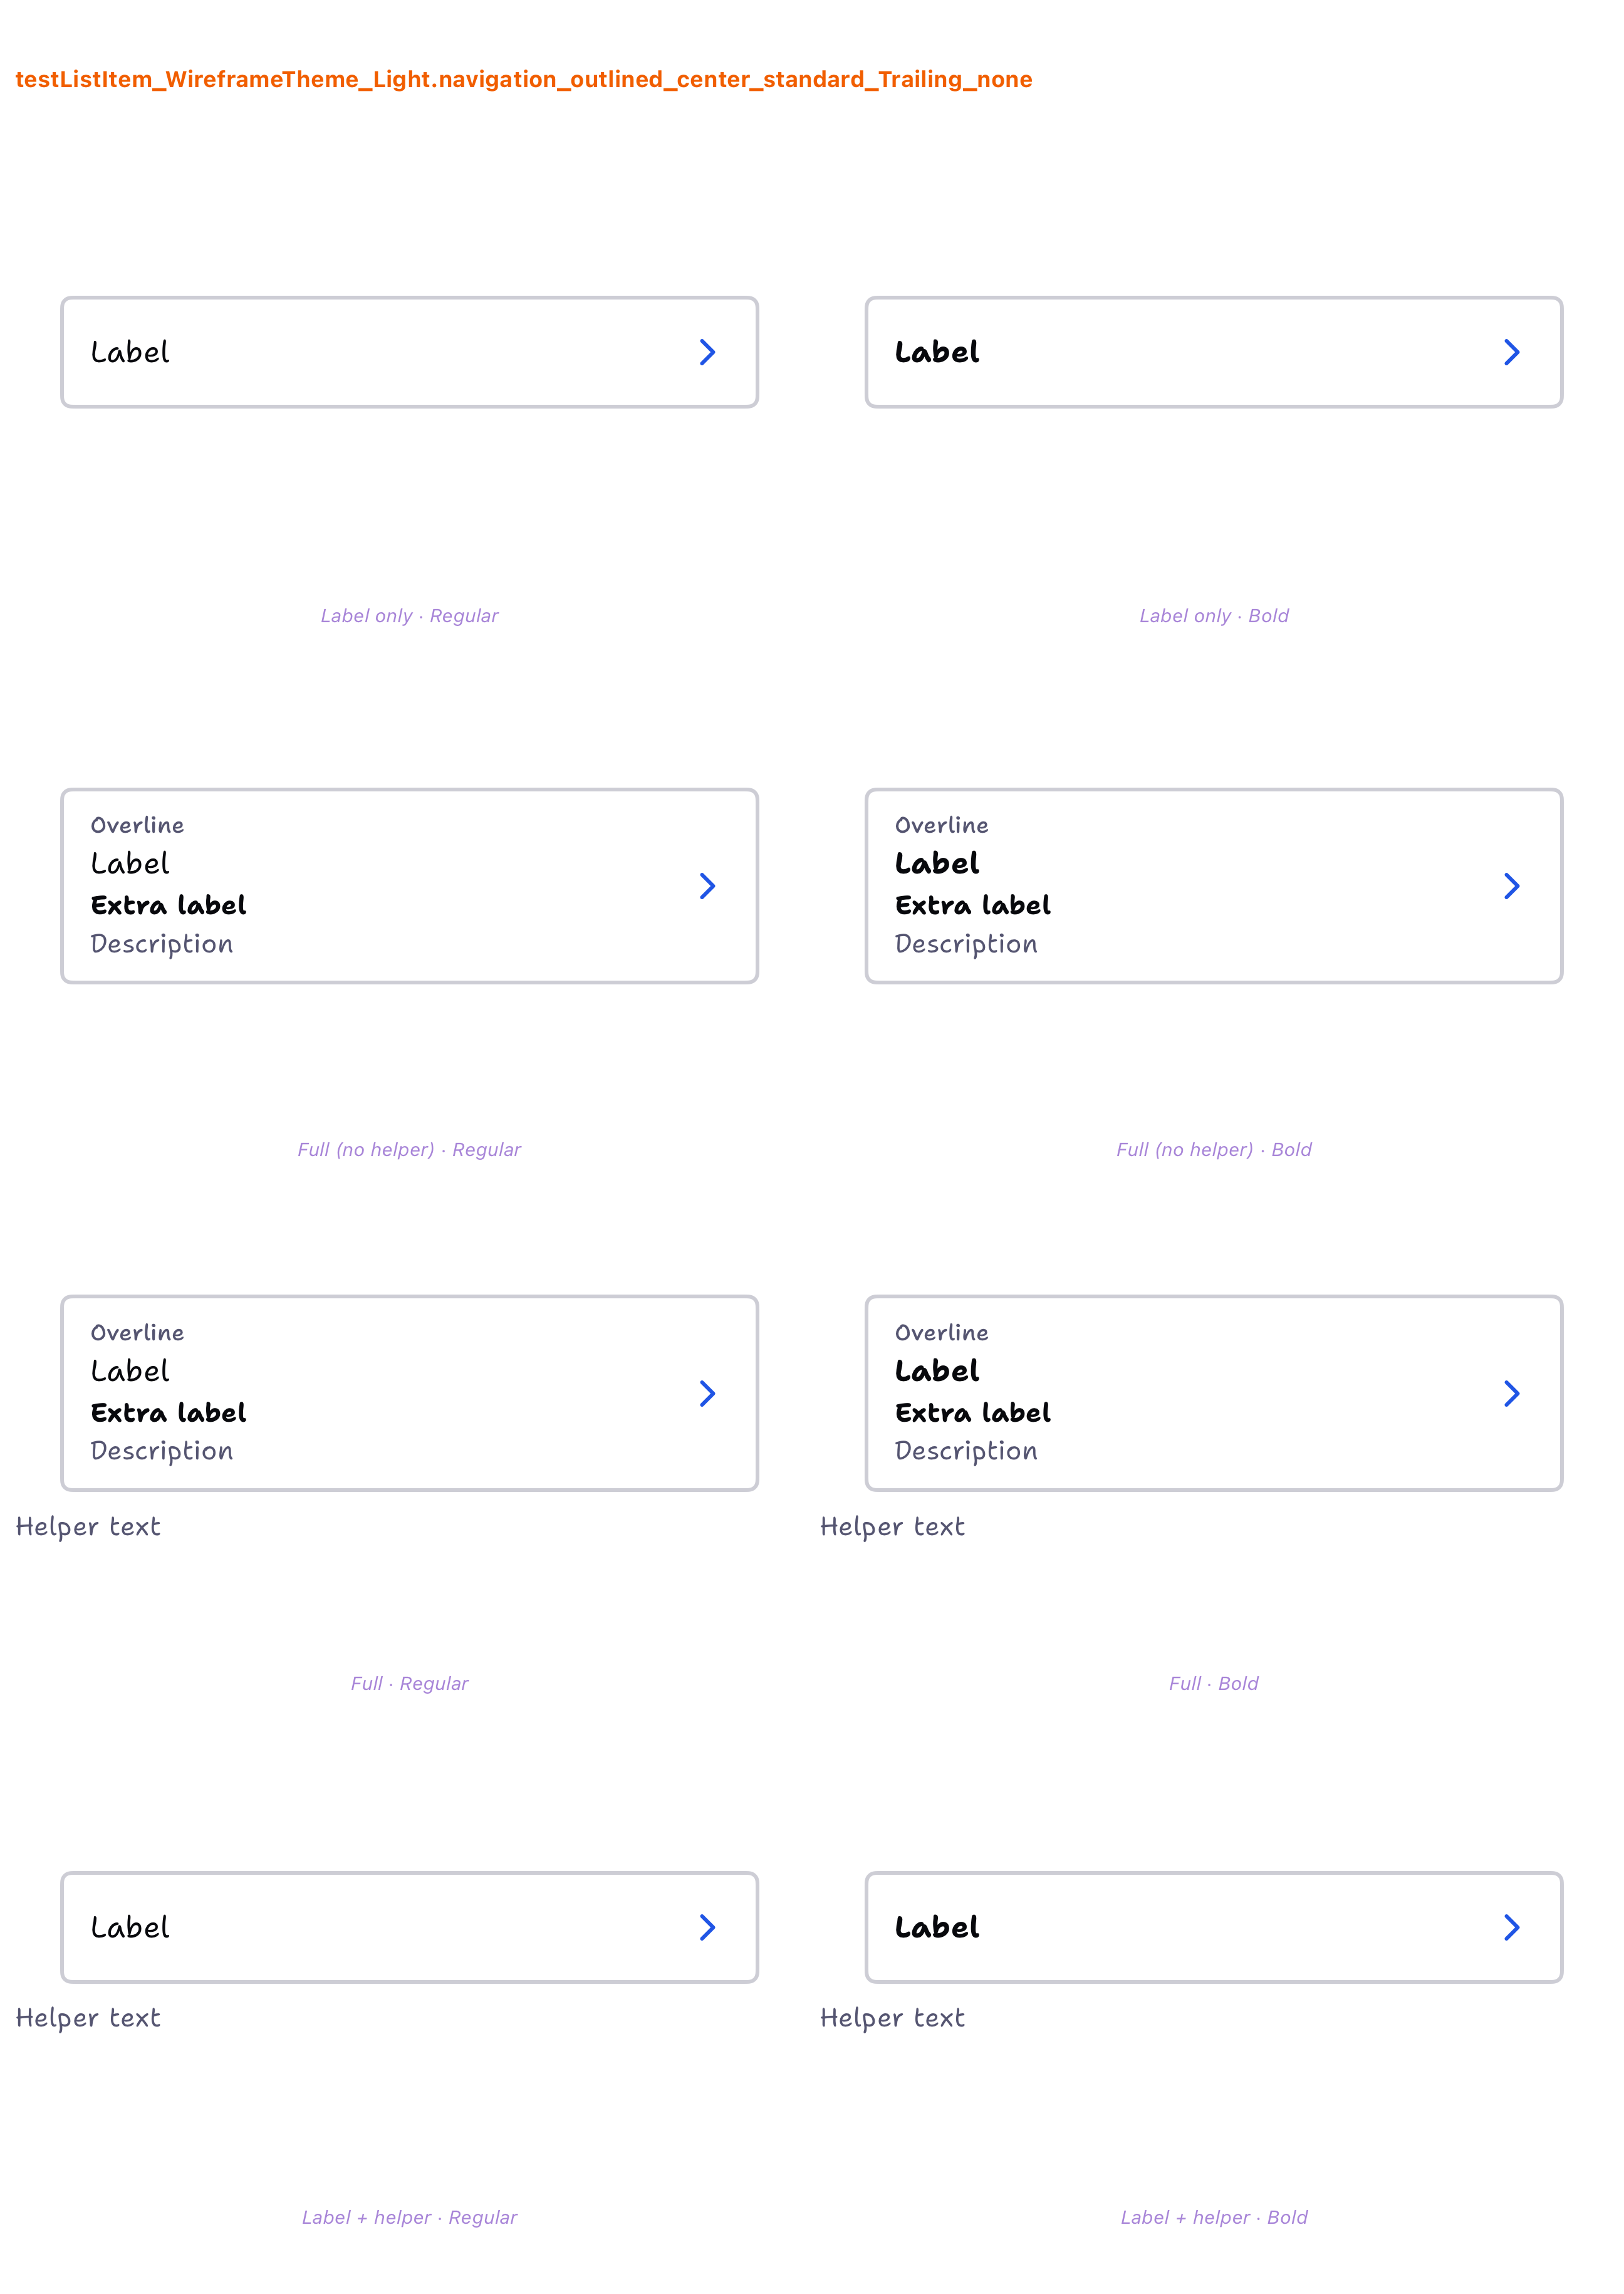 testListItem_WireframeTheme_Light.navigation_outlined_center_standard_Trailing_none
Label
Label
Label only · Regular
Label only · Bold
Overline
Label
Extra label
Description
Overline
Label
Extra label
Description
Full (no helper) · Regular
Full (no helper) · Bold
Overline
Label
Extra label
Description
Helper text
Overline
Label
Extra label
Description
Helper text
Full · Regular
Full · Bold
Label
Helper text
Label
Helper text
Label + helper · Regular
Label + helper · Bold